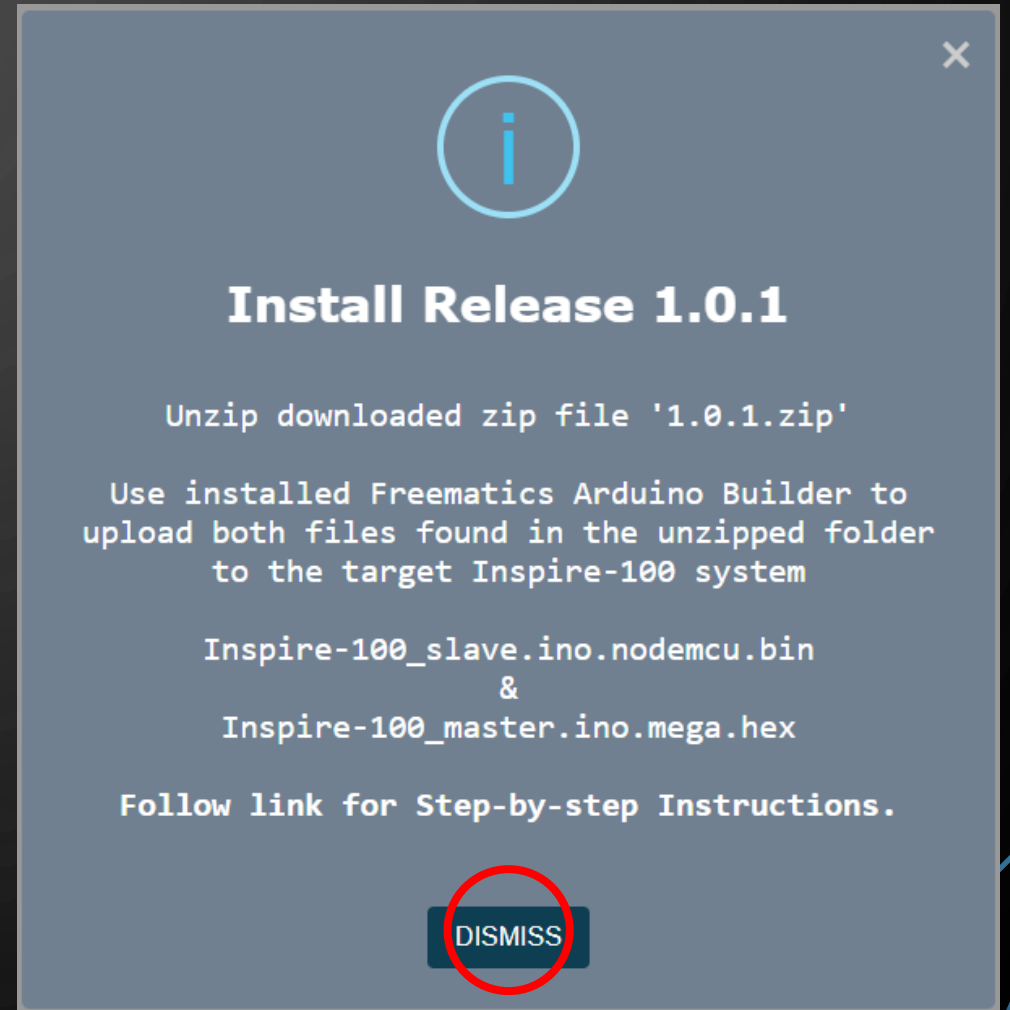 i
Install Release 1.0.1
Unzip downloaded zip file '1.0.1.zip'
Use installed Freematics Arduino Builder to
upload both files found in the unzipped folder
to the target Inspire-100 system
Inspire-100_slave.ino.nodemcu.bin
&
Inspire-100_master.ino.mega.hex
Follow link for Step-by-step Instructions.
DISMISS